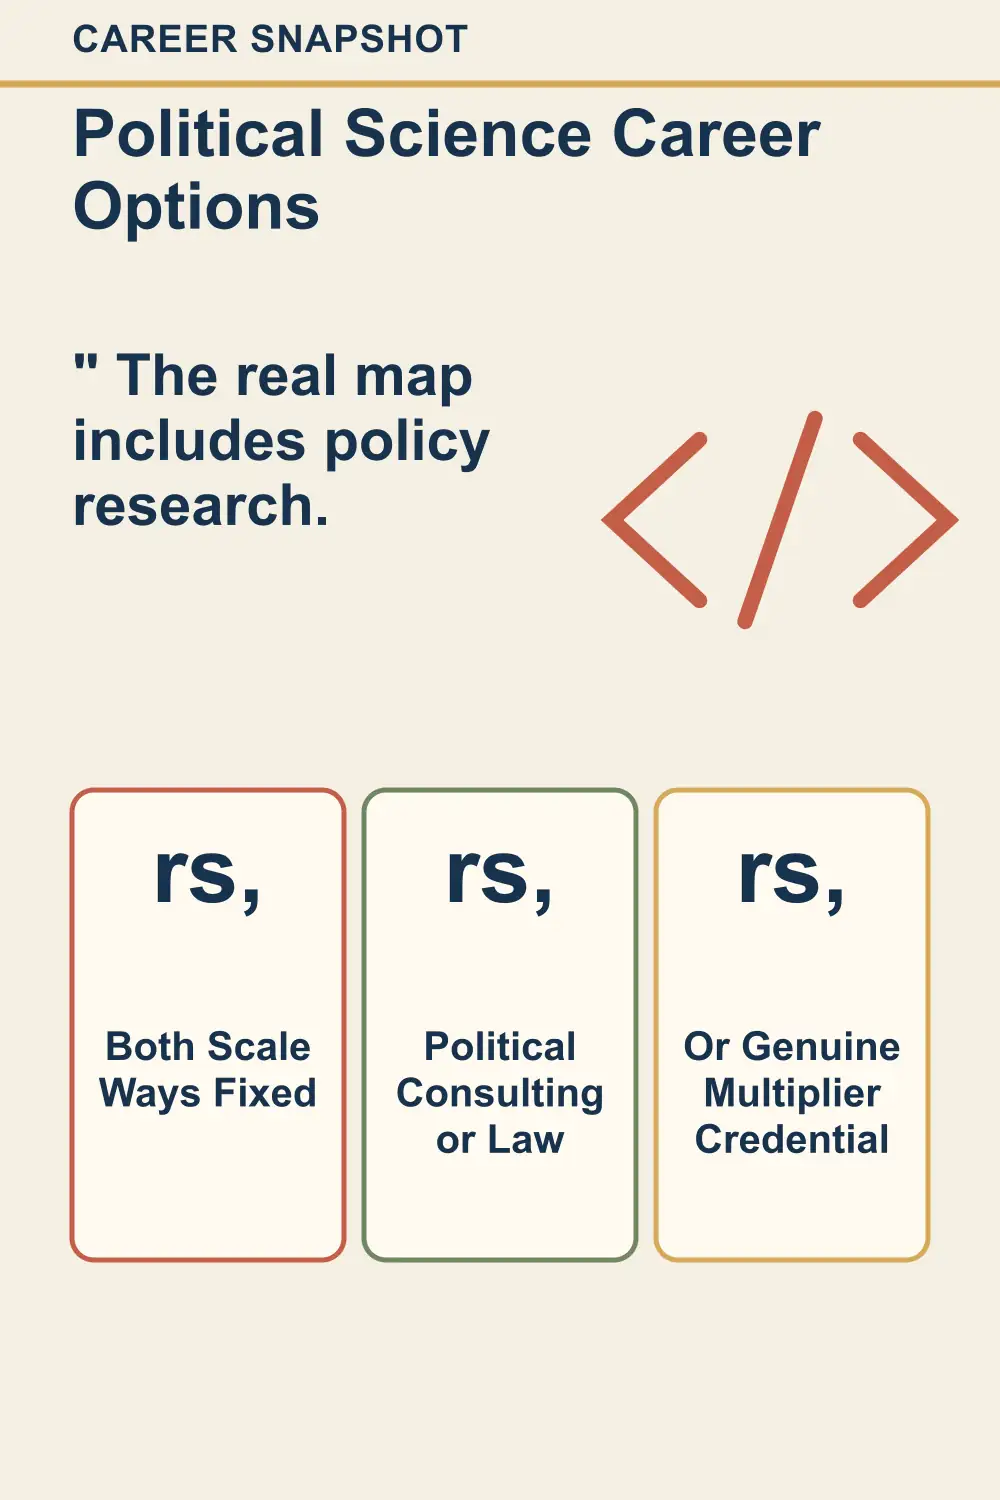 CAREER SNAPSHOT
Political Science Career
Options
" The real map
includes policy
research.
</>
rs,
rs,
rs,
Both Scale
Ways Fixed
Political
Consulting
or Law
Or Genuine
Multiplier
Credential